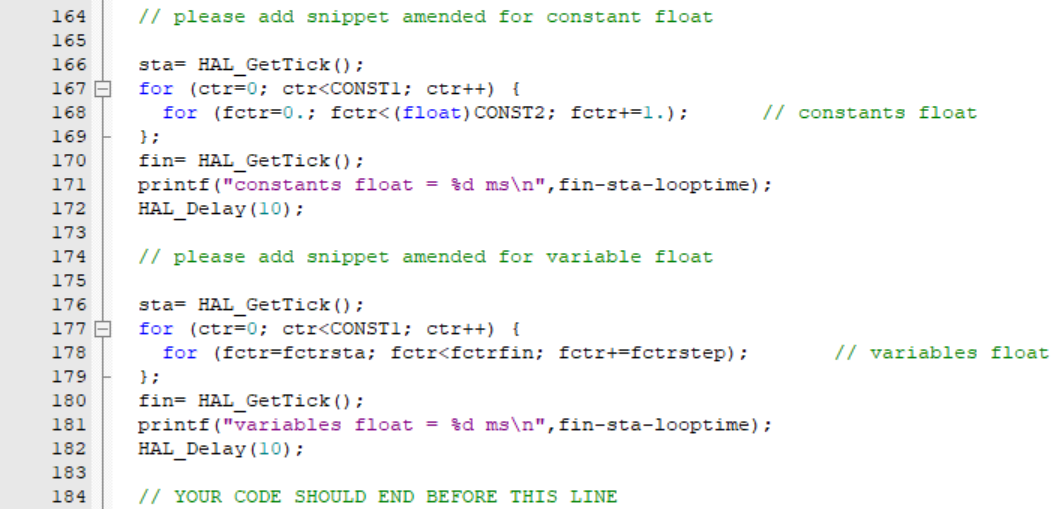 164 // please add snippet amended for constant float
165
166 sta= HAL_GetTick();
167 for (ctr=0; ctr<CONST1; ctr++) {
168 for (fctr=0.; fctr<(float)CONST2; fctr+=1.); // constants float
169 };
170 fin= HAL_GetTick();
171 printf("constants float = %d ms\n",fin-sta-looptime);
172 HAL_Delay(10);
173
174 // please add snippet amended for variable float
175
176 sta= HAL_GetTick();
177 for (ctr=0; ctr<CONST1; ctr++) {
178 for (fctr=fctrsta; fctr<fctrfin; fctr+=fctrstep); // variables float
179 };
180 fin= HAL_GetTick();
181 printf("variables float = %d ms\n",fin-sta-looptime);
182 HAL_Delay(10);
183
184 // YOUR CODE SHOULD END BEFORE THIS LINE